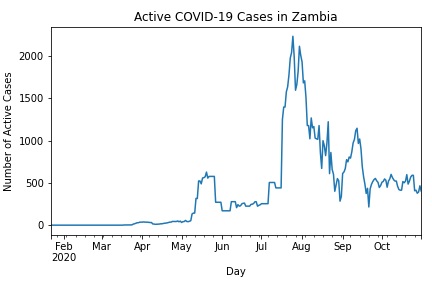 Active COVID-19 Cases in Zambia
Number of Active Cases
2000
1500
1000
500
0
Feb Mar Apr May Jun Jul Aug Sep Oct
2020
Day